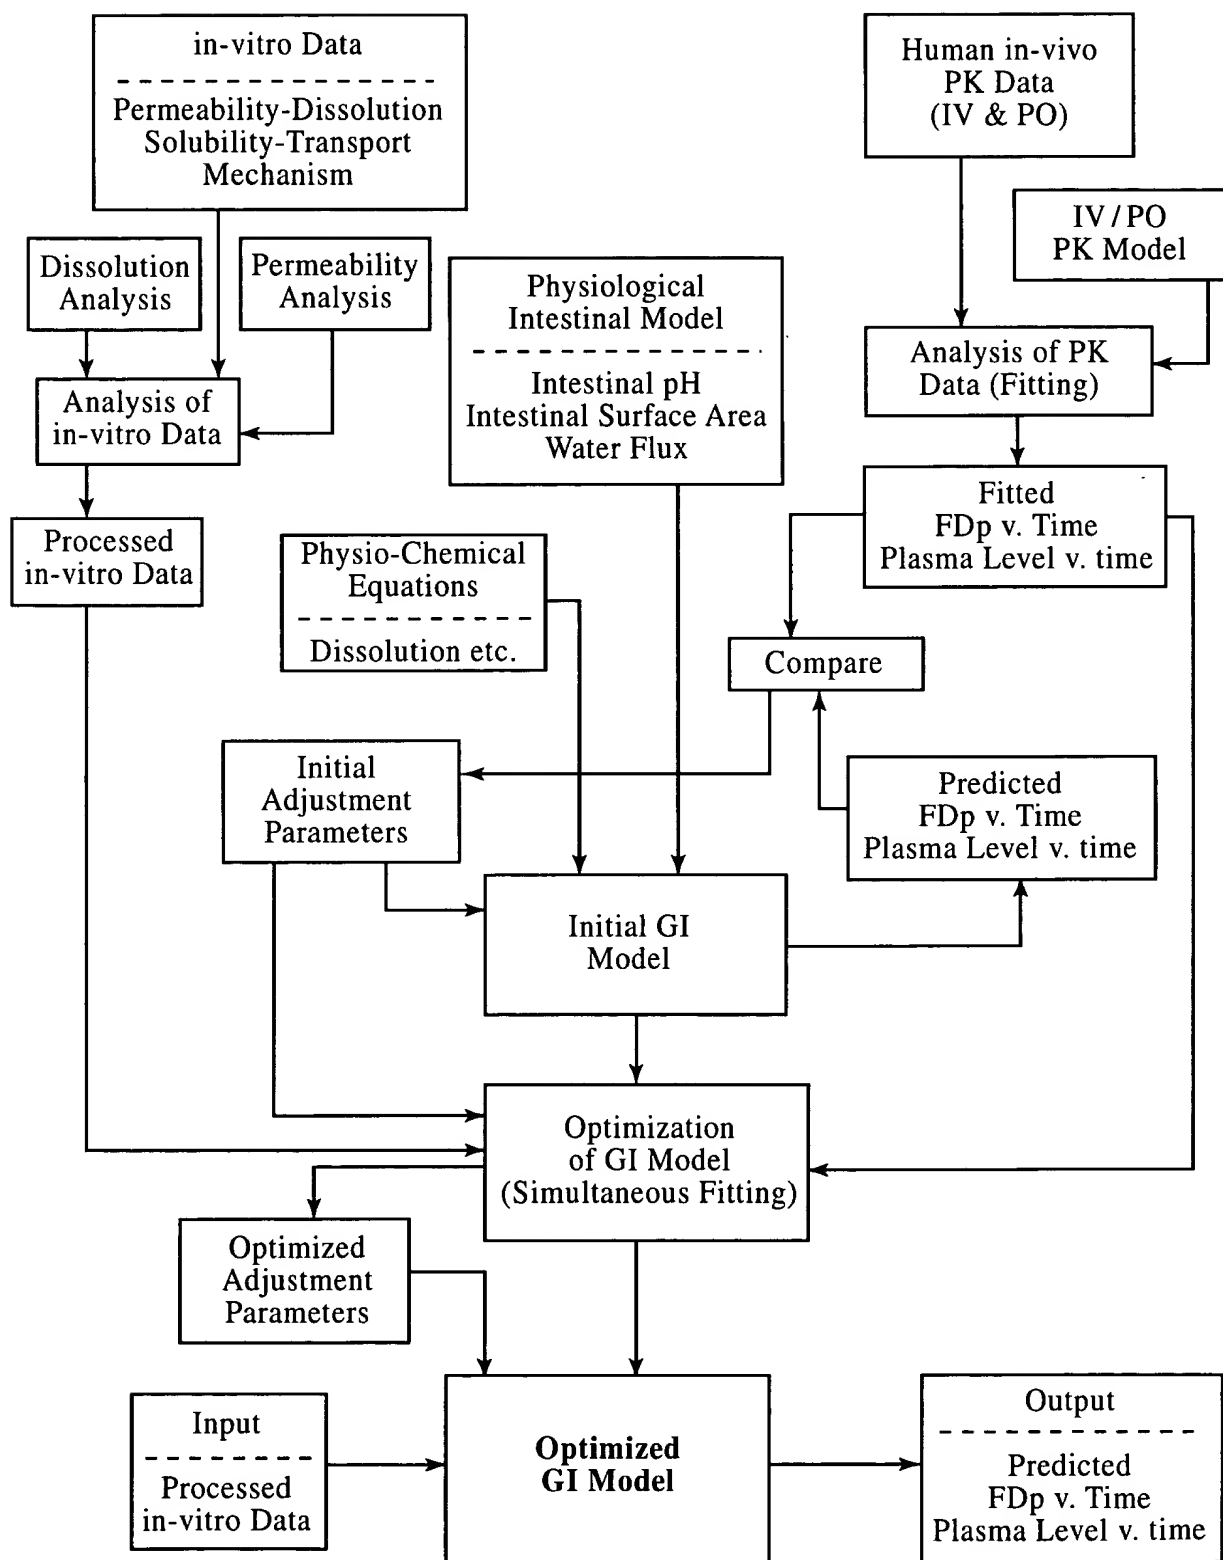 in-vitro Data
Permeability-Dissolution
Solubility-Transport
Mechanism
Human in-vivo
PK Data
(IV & PO)
IV / PO
PK Model
Dissolution
Analysis
Permeability
Analysis
Physiological
Intestinal Model
Intestinal pH
Intestinal Surface Area
Water Flux
Analysis of PK
Data (Fitting)
Analysis of
in-vitro Data
Fitted
FDp v. Time
Plasma Level v. time
Processed
in-vitro Data
Physio-Chemical
Equations
Dissolution etc.
Compare
Initial
Adjustment
Parameters
Predicted
FDp v. Time
Plasma Level v. time
Initial GI
Model
Optimization
of GI Model
(Simultaneous Fitting)
Optimized
Adjustment
Parameters
Input
Processed
in-vitro Data
Optimized
GI Model
Output
Predicted
FDp v. Time
Plasma Level v. time